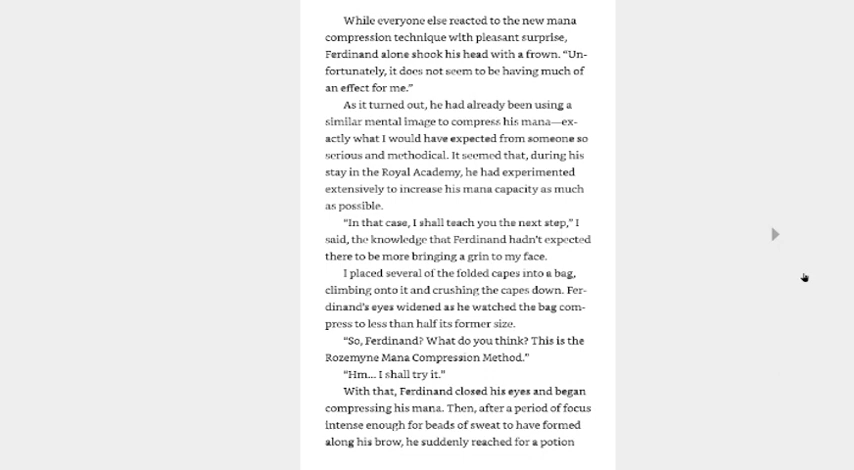 While everyone else reacted to the new mana
compression technique with pleasant surprise,
Ferdinand alone shook his head with a frown. “Un-
fortunately, it does not seem to be having much of
an effect for me.”
As it turned out, he had already been using a
similar mental image to compress his mana—ex-
actly what I would have expected from someone so
serious and methodical. It seemed that, during his
stay in the Royal Academy, he had experimented
extensively to increase his mana capacity as much
as possible.
“In that case, I shall teach you the next step,” I
said, the knowledge that Ferdinand hadn’t expected
there to be more bringing a grin to my face.
I placed several of the folded capes into a bag,
climbing onto it and crushing the capes down. Fer-
dinand’s eyes widened as he watched the bag com-
press to less than half its former size.
“So, Ferdinand? What do you think? This is the
Rozemyne Mana Compression Method.”
“Hm... I shall try it.”
With that, Ferdinand closed his eyes and began
compressing his mana. Then, after a period of focus
intense enough for beads of sweat to have formed
along his brow, he suddenly reached for a potion